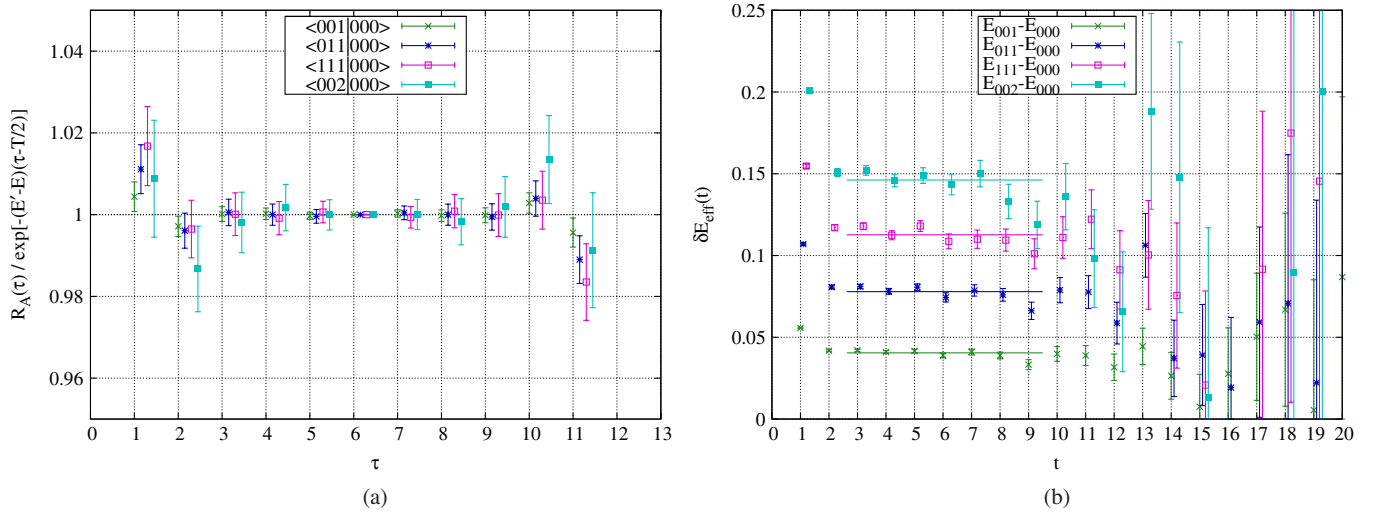 <001|000>
<011|000>
<111|000>
<002|000>
1.04
1.02
1
0.98
0.96
R_A(τ) / exp[-(E′-E)(τ-T/2)]
0 1 2 3 4 5 6 7 8 9 10 11 12 13
τ
(a)
E_001-E_000
E_011-E_000
E_111-E_000
E_002-E_000
0.25
0.2
0.15
0.1
0.05
0
δE_eff(t)
0 1 2 3 4 5 6 7 8 9 10 11 12 13 14 15 16 17 18 19 20
t
(b)